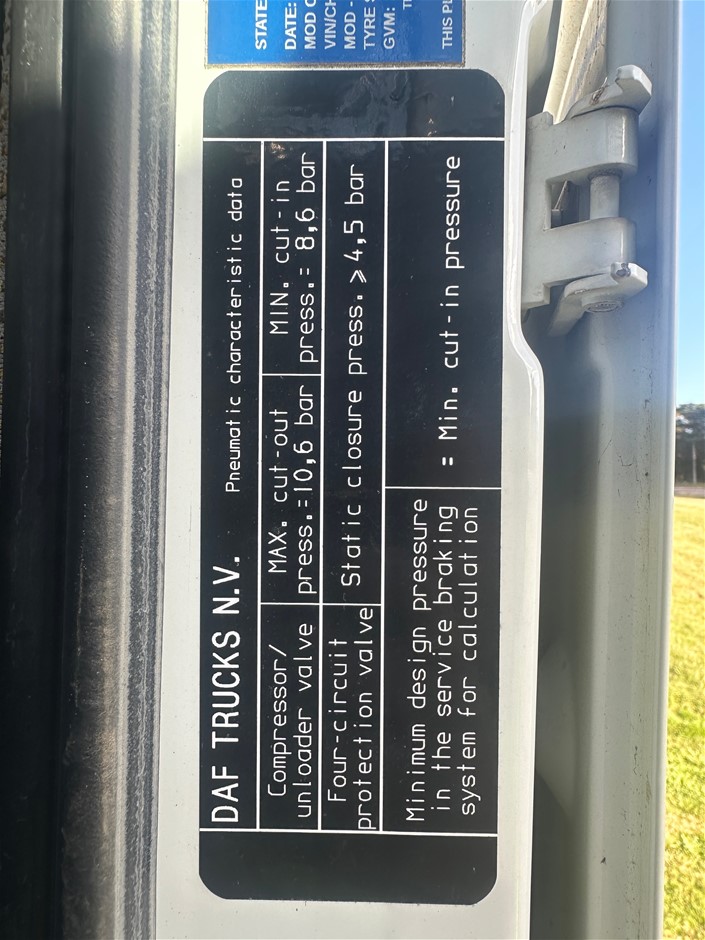 STATE
DATE:
MOD
VIN/CH
MOD -
TYRE
GVM:
THIS
DAF TRUCKS N.V. Pneumatic characteristic data
Compressor/
unloader valve
MAX. cut-out
press.=10,6 bar
MIN. cut-in
press.= 8,6 bar
Four-circuit
protection valve
Static closure press. ⩾ 4,5 bar
Minimum design pressure
in the service braking
system for calculation
= Min. cut-in pressure